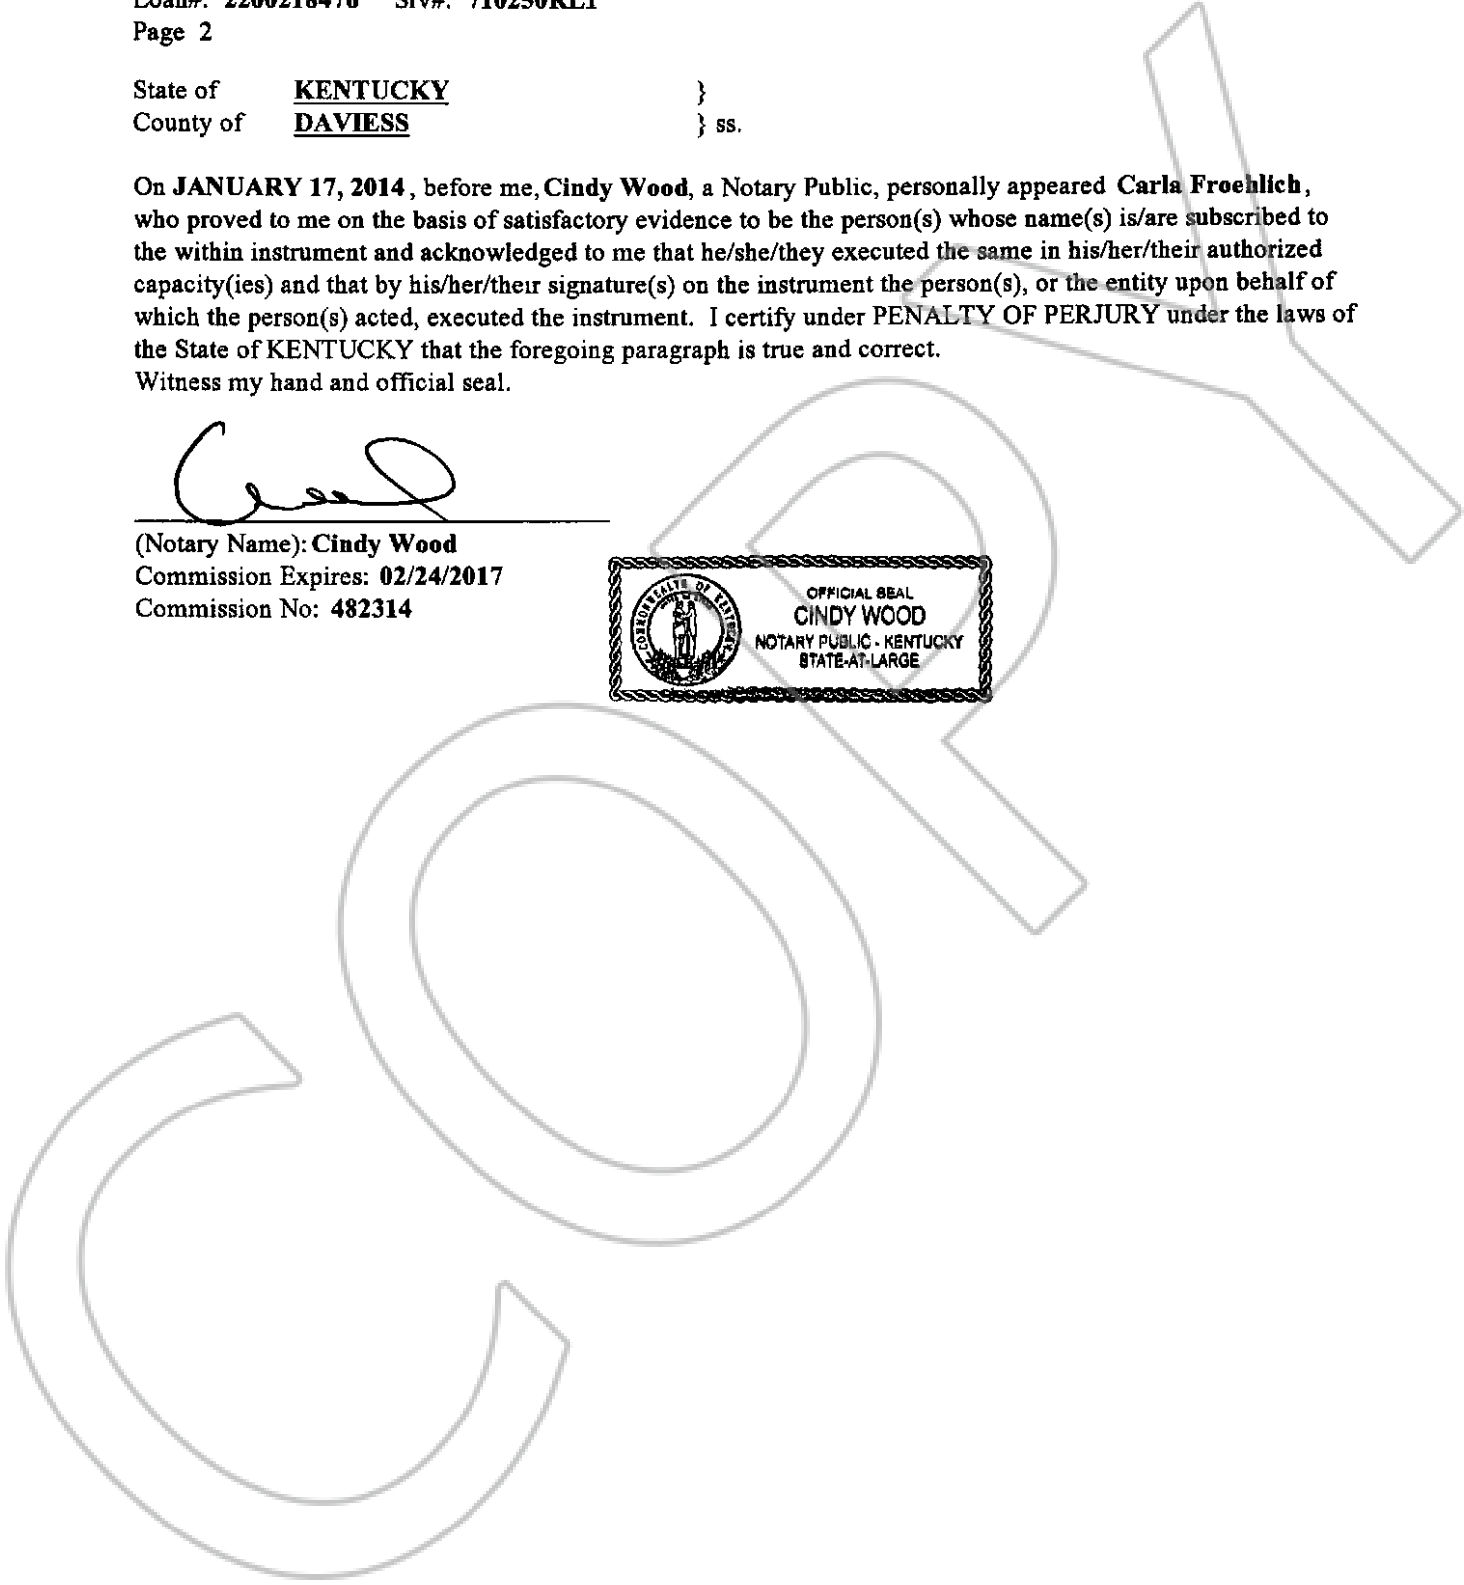 Page 2
State of KENTUCKY }
County of DAVIESS } ss.
On JANUARY 17, 2014, before me, Cindy Wood, a Notary Public, personally appeared Carla Froehlich,
who proved to me on the basis of satisfactory evidence to be the person(s) whose name(s) is/are subscribed to
the within instrument and acknowledged to me that he/she/they executed the same in his/her/their authorized
capacity(ies) and that by his/her/their signature(s) on the instrument the person(s), or the entity upon behalf of
which the person(s) acted, executed the instrument. I certify under PENALTY OF PERJURY under the laws of
the State of KENTUCKY that the foregoing paragraph is true and correct.
Witness my hand and official seal.
(Notary Name): Cindy Wood
Commission Expires: 02/24/2017
Commission No: 482314
COMMONWEALTH OF KENTUCKY
OFFICIAL SEAL
CINDY WOOD
NOTARY PUBLIC - KENTUCKY
STATE-AT-LARGE
COPY